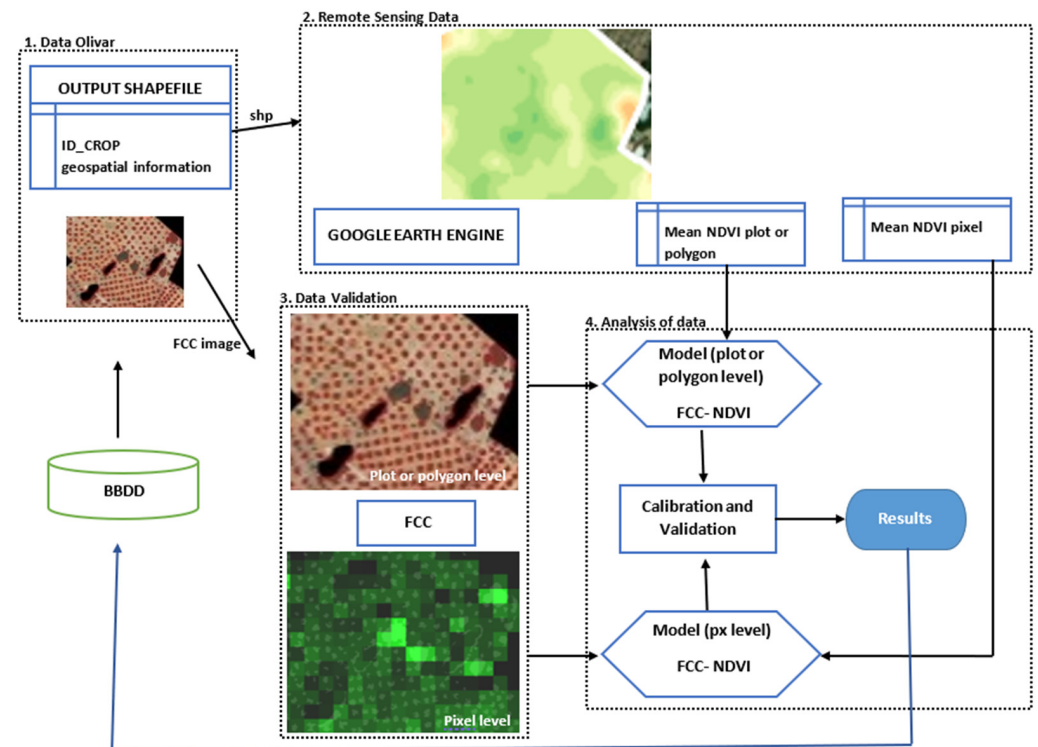 2. Remote Sensing Data
1. Data Olivar
OUTPUT SHAPEFILE
ID_CROP
geospatial information
shp
GOOGLE EARTH ENGINE
Mean NDVI plot or
polygon
Mean NDVI pixel
FCC image
3. Data Validation
Plot or polygon level
FCC
Pixel level
4. Analysis of data
Model (plot or
polygon level)
FCC- NDVI
Calibration and
Validation
Results
Model (px level)
FCC- NDVI
BBDD